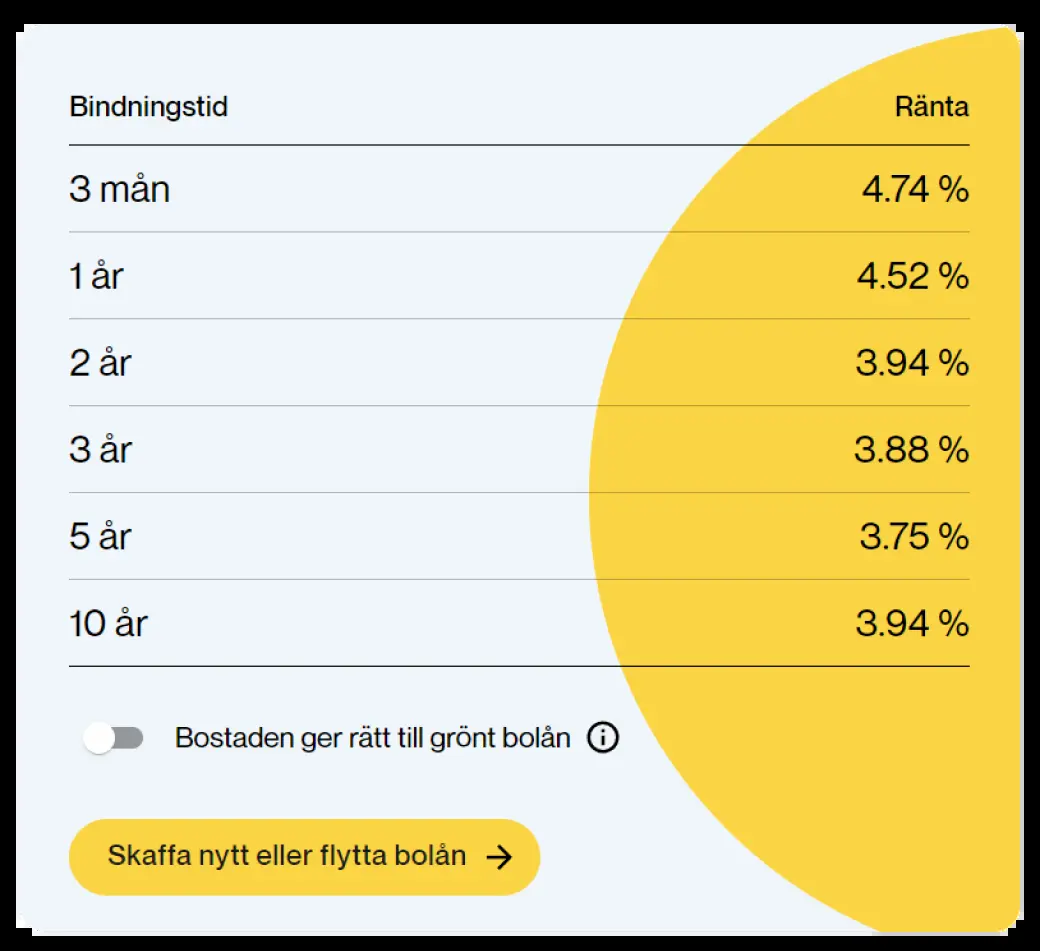 Bindningstid Ränta
3 mån 4.74 %
1 år 4.52 %
2 år 3.94 %
3 år 3.88 %
5 år 3.75 %
10 år 3.94 %
Bostaden ger rätt till grönt bolån
Skaffa nytt eller flytta bolån →